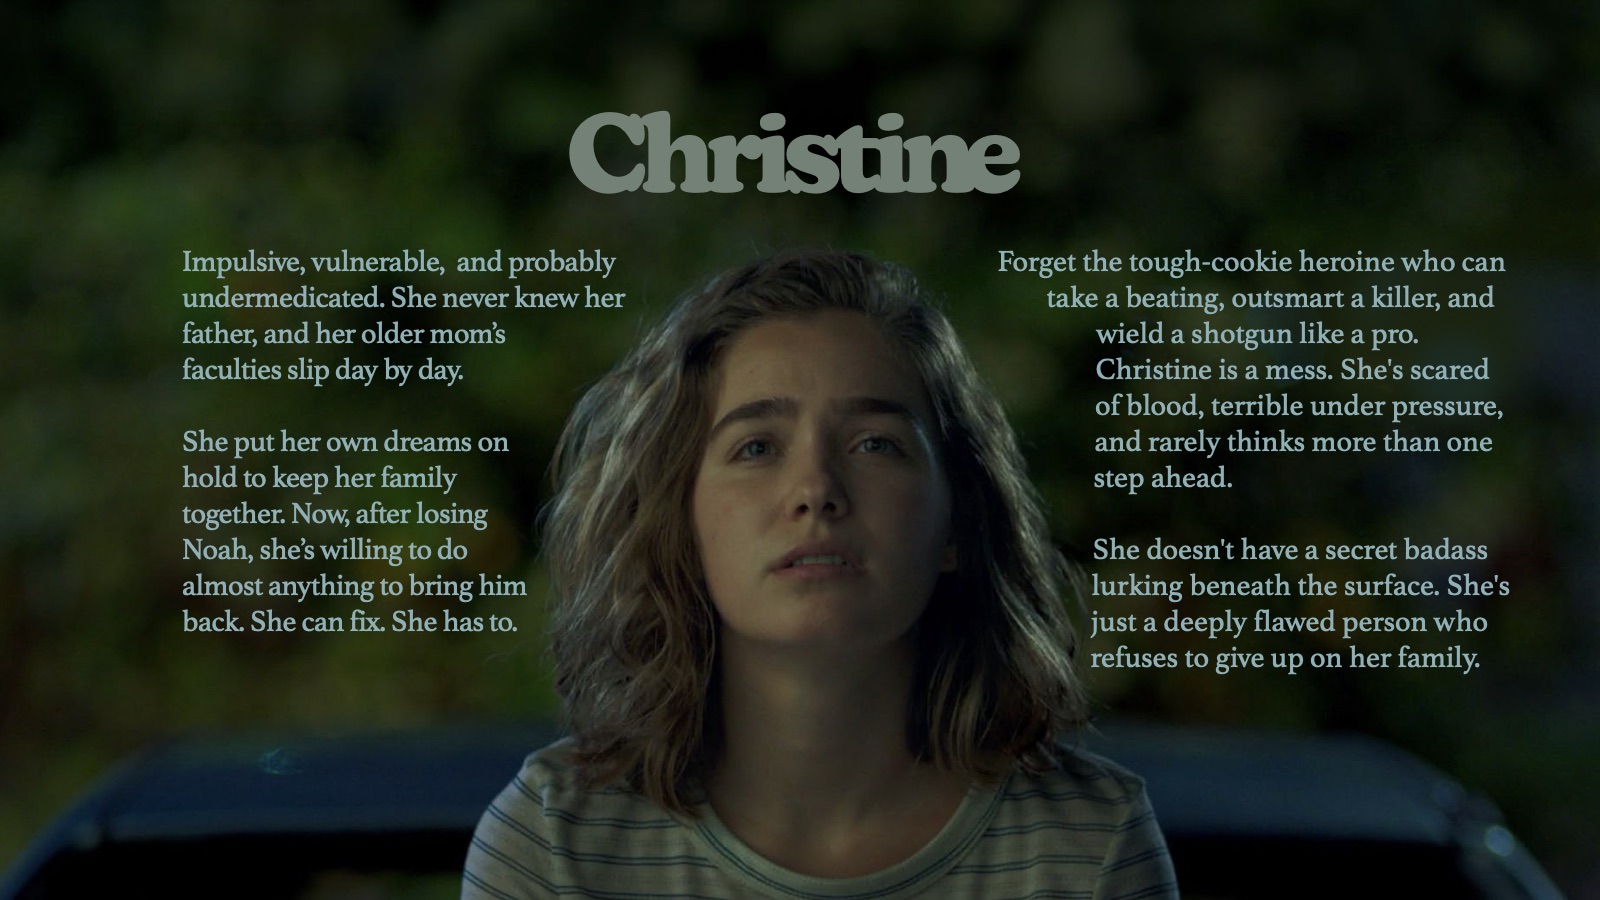 Christine
Impulsive, vulnerable,  and probably
undermedicated. She never knew her
father, and her older mom’s
faculties slip day by day.
She put her own dreams on
hold to keep her family
together. Now, after losing
Noah, she’s willing to do
almost anything to bring him
back. She can fix. She has to.
Forget the tough-cookie heroine who can
take a beating, outsmart a killer, and
wield a shotgun like a pro.
Christine is a mess. She's scared
of blood, terrible under pressure,
and rarely thinks more than one
step ahead.
She doesn't have a secret badass
lurking beneath the surface. She's
just a deeply flawed person who
refuses to give up on her family.